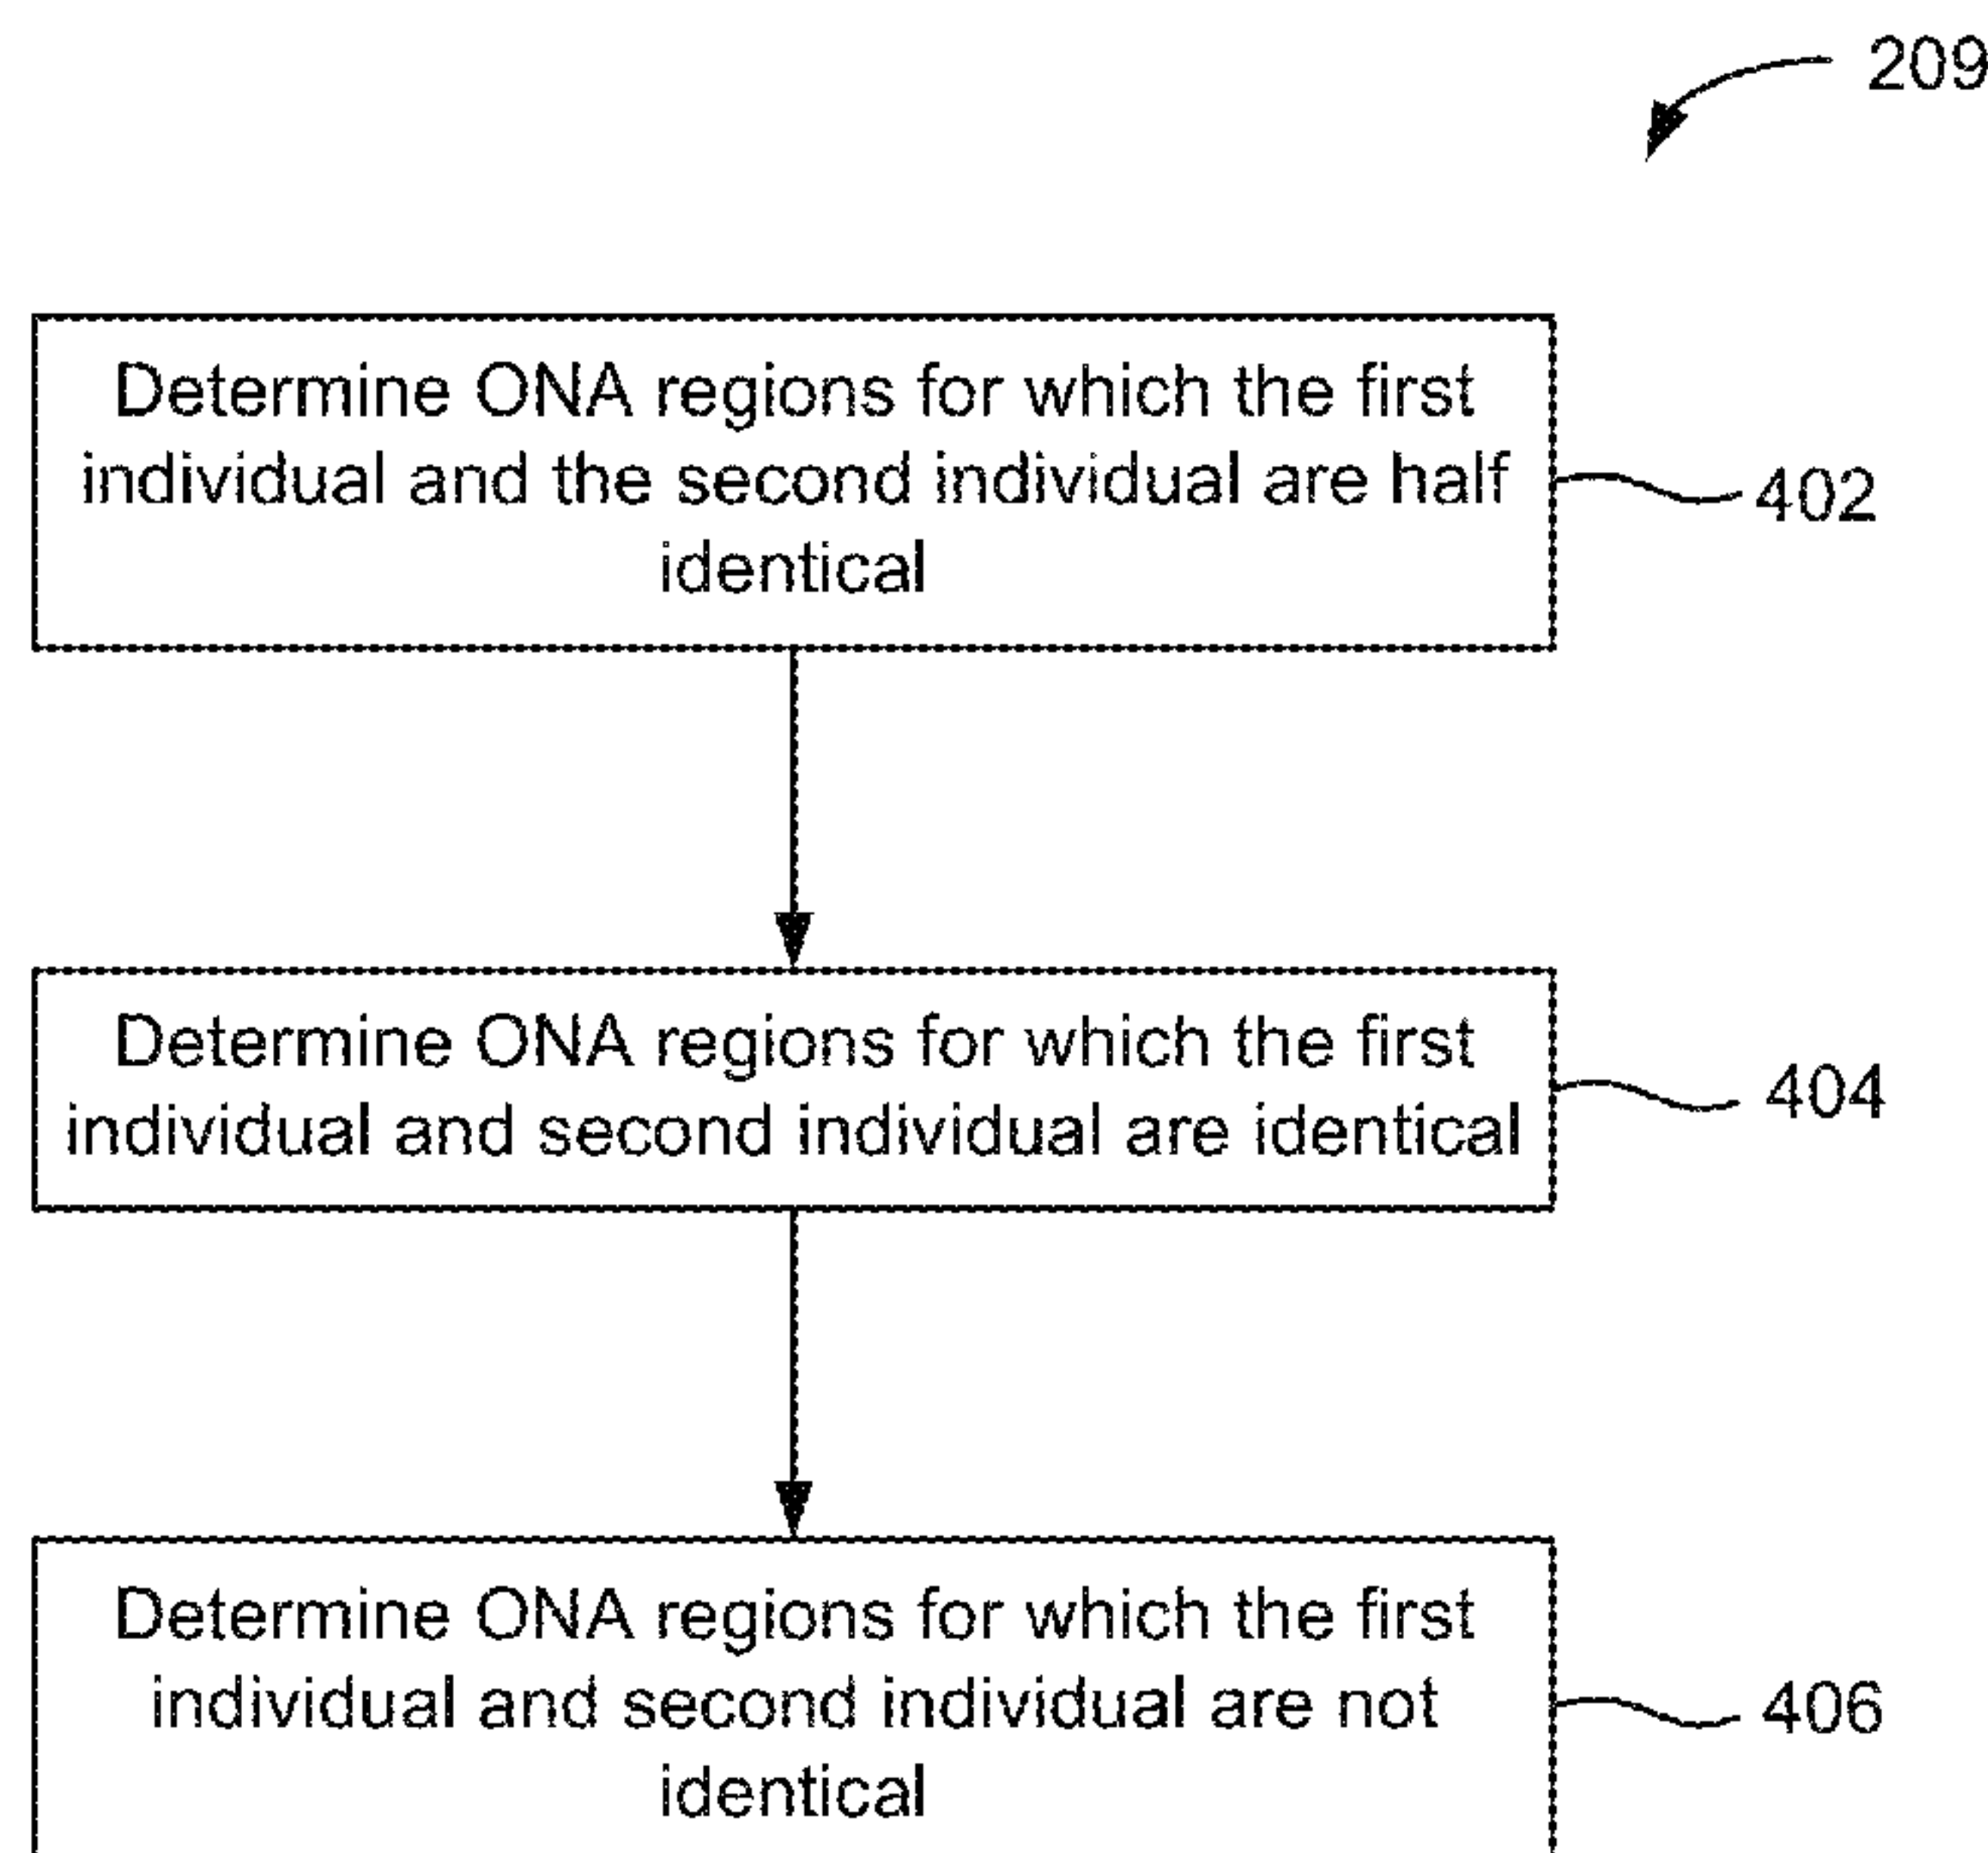 209
Determine ONA regions for which the first
individual and the second individual are half
identical
402
Determine ONA regions for which the first
individual and second individual are identical
404
Determine ONA regions for which the first
individual and second individual are not
identical
406